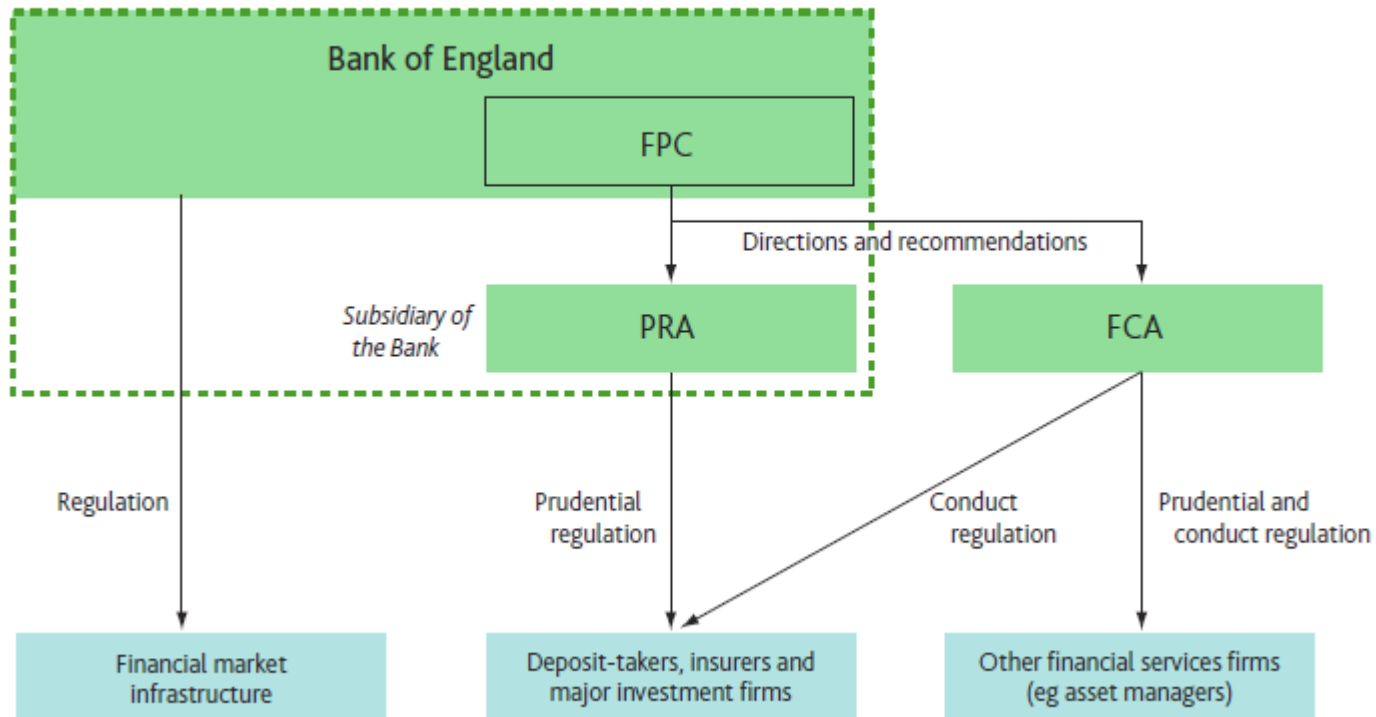 Bank of England
FPC
Directions and recommendations
Subsidiary of
the Bank
PRA
FCA
Regulation
Prudential
regulation
Conduct
regulation
Prudential and
conduct regulation
Financial market
infrastructure
Deposit-takers, insurers and
major investment firms
Other financial services firms
(eg asset managers)